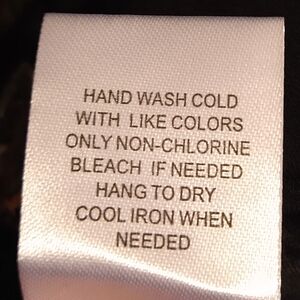 HAND WASH COLD
WITH LIKE COLORS
ONLY NON-CHLORINE
BLEACH IF NEEDED
HANG TO DRY
COOL IRON WHEN
NEEDED